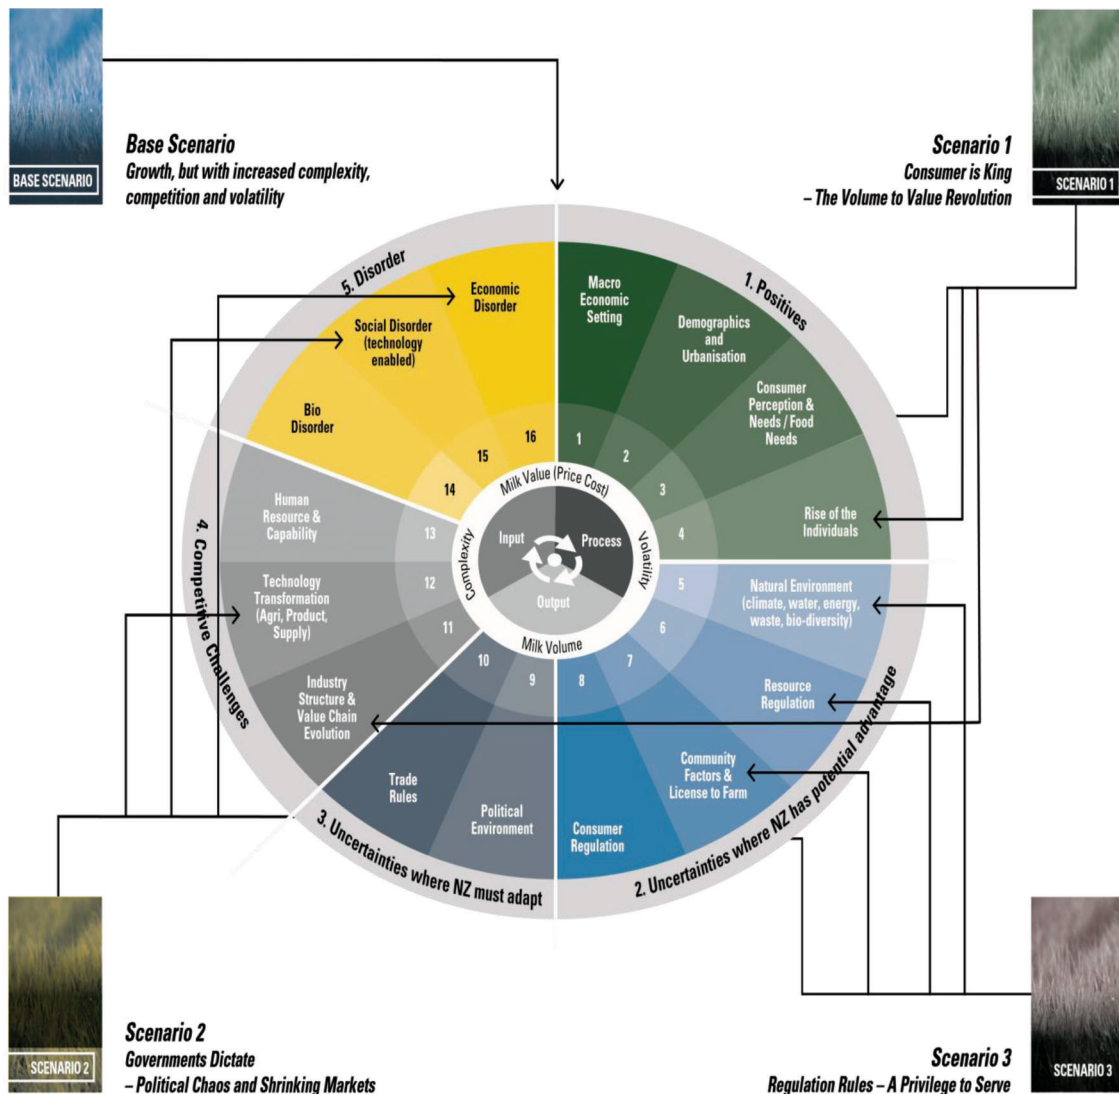 BASE SCENARIO
Base Scenario
Growth, but with increased complexity,
competition and volatility
Scenario 1
Consumer is King
– The Volume to Value Revolution
SCENARIO 1
5. Disorder
1. Positives
Economic
Disorder
Social Disorder
(technology
enabled)
Bio
Disorder
Macro
Economic
Setting
Demographics
and
Urbanisation
Consumer
Perception &
Needs / Food
Needs
Rise of the
Individuals
16
15
14
1
2
3
4
Milk Value (Price Cost)
Complexity
Volatility
Milk Volume
Input
Process
Output
4. Competitive Challenges
Human
Resource &
Capability
13
Technology
Transformation
(Agri, Product,
Supply)
12
Industry
Structure &
Value Chain
Evolution
11
5
6
7
8
9
10
Natural Environment
(climate, water, energy,
waste, bio-diversity)
Resource
Regulation
Community
Factors &
License to Farm
Consumer
Regulation
Political
Environment
Trade
Rules
3. Uncertainties where NZ must adapt
2. Uncertainties where NZ has potential advantage
SCENARIO 2
Scenario 2
Governments Dictate
– Political Chaos and Shrinking Markets
Scenario 3
Regulation Rules – A Privilege to Serve
SCENARIO 3